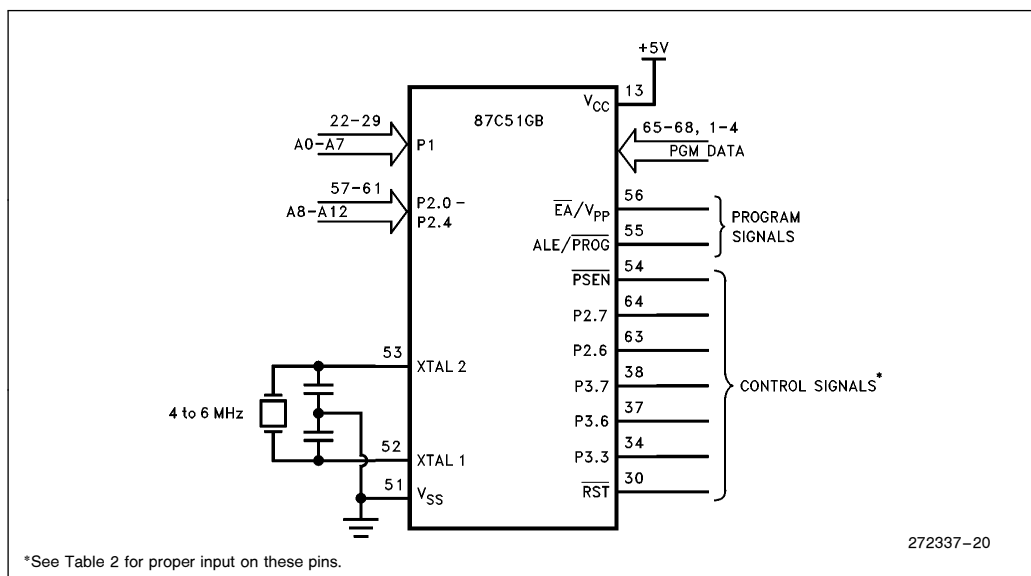 +5V
13
VCC
87C51GB
22-29
A0-A7
P1
65-68, 1-4
PGM DATA
57-61
A8-A12
P2.0-
P2.4
56
EA/VPP
55
ALE/PROG
PROGRAM
SIGNALS
54
PSEN
64
P2.7
63
P2.6
38
P3.7
37
P3.6
34
P3.3
30
RST
CONTROL SIGNALS*
53
XTAL 2
4 to 6 MHz
52
XTAL 1
51
VSS
272337-20
*See Table 2 for proper input on these pins.